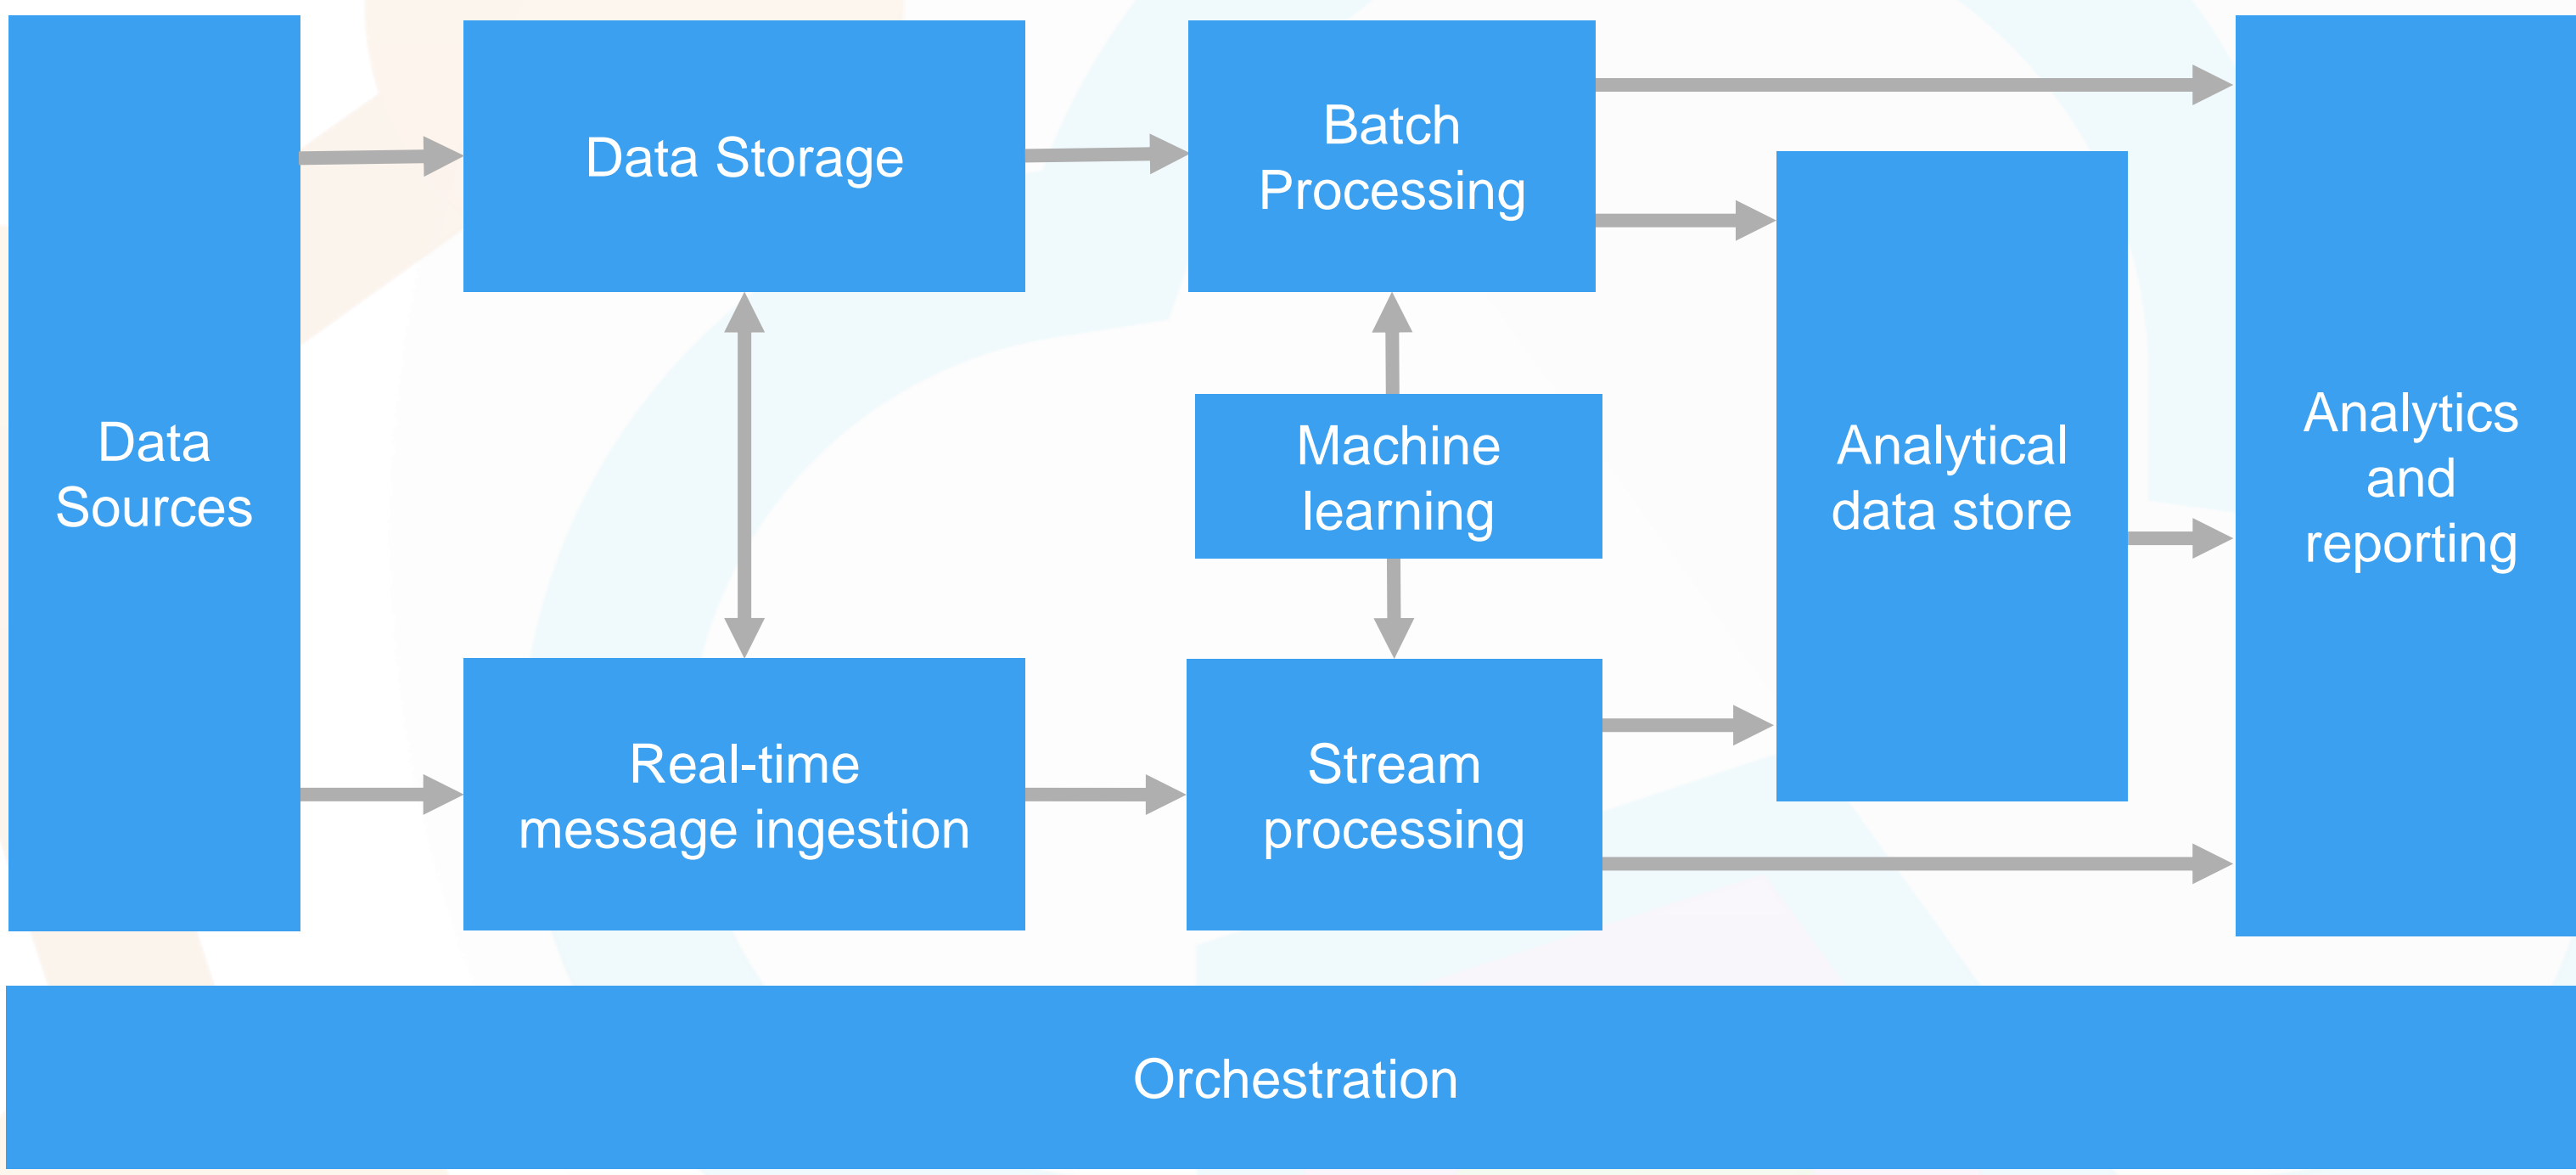 Data
Sources
Data Storage
Batch
Processing
Machine
learning
Analytical
data store
Analytics
and
reporting
Real-time
message ingestion
Stream
processing
Orchestration